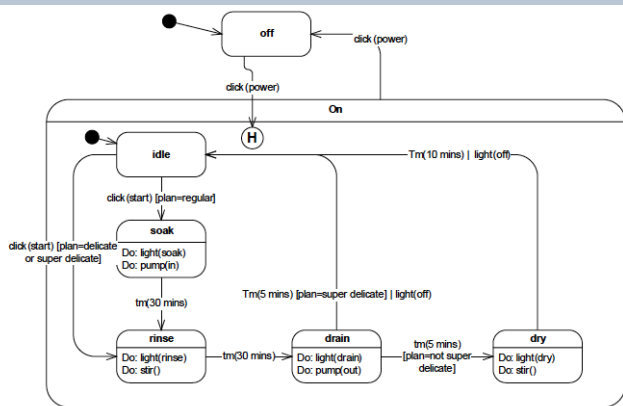 off
click (power)
click (power)
On
H
idle
Tm(10 mins) | light(off)
click (start) [plan=regular]
soak
Do: light(soak)
Do: pump(in)
click (start) [plan=delicate
or super delicate]
Tm(5 mins) [plan=super delicate] | light(off)
tm(30 mins)
rinse
Do: light(rinse)
Do: stir()
tm(30 mins)
drain
Do: light(drain)
Do: pump(out)
tm(5 mins)
[plan=not super
delicate]
dry
Do: light(dry)
Do: stir()